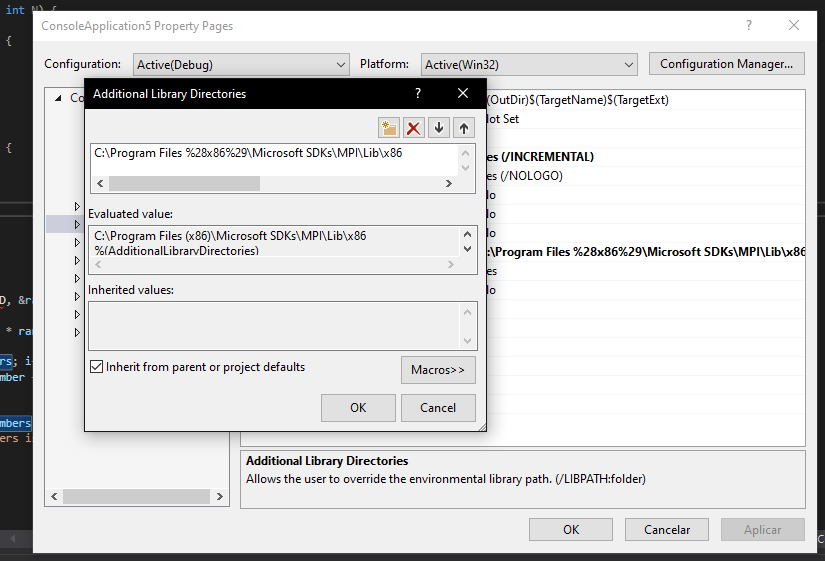 int N) {
ConsoleApplication5 Property Pages
?
{
Configuration:
Active(Debug)
Platform:
Active(Win32)
Configuration Manager...
Additional Library Directories
?
(OutDir)$(TargetName)$(TargetExt)
lot Set
{
C:\Program Files %28x86%29\Microsoft SDKs\MPI\Lib\x86
es (/INCREMENTAL)
es (/NOLOGO)
lo
Evaluated value:
lo
C:\Program Files (x86)\Microsoft SDKs\MPI\Lib\x86
lo
%(AdditionalLibraryDirectories)
:\Program Files %28x86%29\Microsoft SDKs\MPI\Lib\x86
es
Inherited values:
lo
D, &ra
* ran
rs; i
Inherit from parent or project defaults
mber
Macros>>
OK
Cancel
mbers
ers i
Additional Library Directories
Allows the user to override the environmental library path. (/LIBPATH:folder)
OK
Cancelar
Aplicar